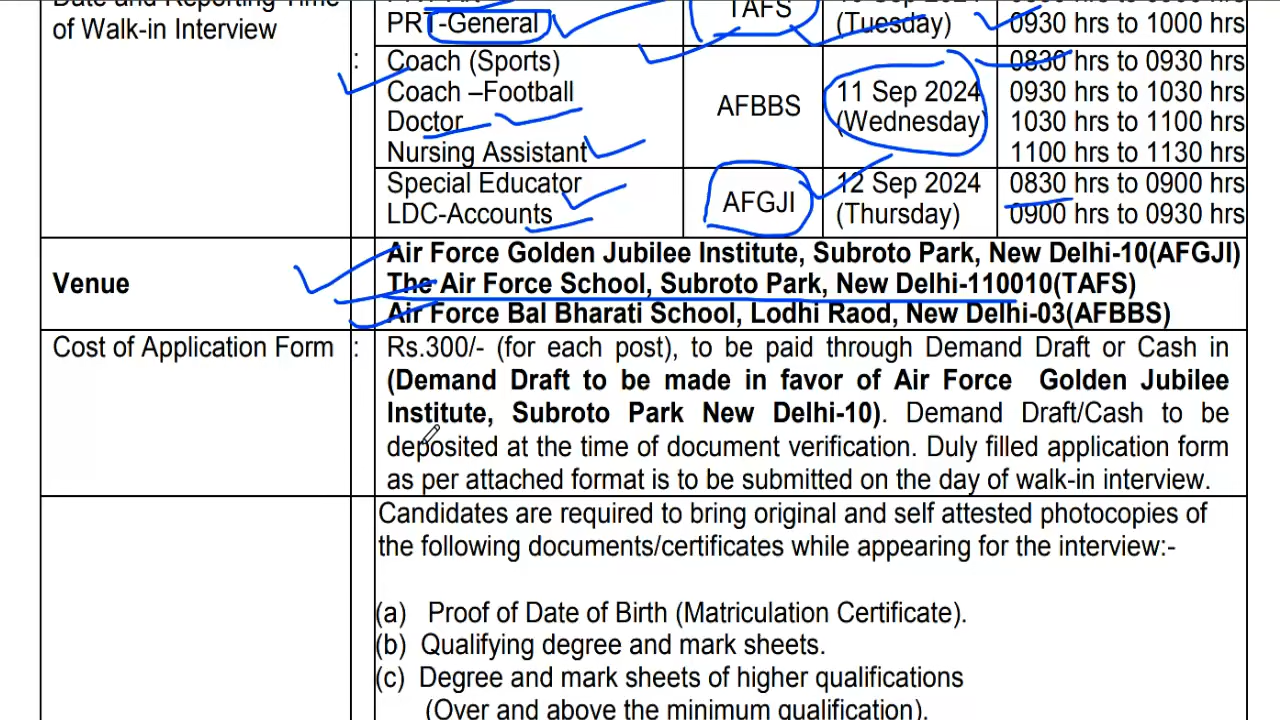 Date and Reporting Time
of Walk-in Interview
:
PRT-General
TAFS
10 Sep 2024
(Tuesday)
0930 hrs to 1000 hrs
Coach (Sports)
Coach –Football
Doctor
Nursing Assistant
AFBBS
11 Sep 2024
(Wednesday)
0830 hrs to 0930 hrs
0930 hrs to 1030 hrs
1030 hrs to 1100 hrs
1100 hrs to 1130 hrs
Special Educator
LDC-Accounts
AFGJI
12 Sep 2024
(Thursday)
0830 hrs to 0900 hrs
0900 hrs to 0930 hrs
Venue
Air Force Golden Jubilee Institute, Subroto Park, New Delhi-10(AFGJI)
The Air Force School, Subroto Park, New Delhi-110010(TAFS)
Air Force Bal Bharati School, Lodhi Raod, New Delhi-03(AFBBS)
Cost of Application Form :
Rs.300/- (for each post), to be paid through Demand Draft or Cash in
(Demand Draft to be made in favor of Air Force Golden Jubilee
Institute, Subroto Park New Delhi-10). Demand Draft/Cash to be
deposited at the time of document verification. Duly filled application form
as per attached format is to be submitted on the day of walk-in interview.
Candidates are required to bring original and self attested photocopies of
the following documents/certificates while appearing for the interview:-
(a) Proof of Date of Birth (Matriculation Certificate).
(b) Qualifying degree and mark sheets.
(c) Degree and mark sheets of higher qualifications
(Over and above the minimum qualification).